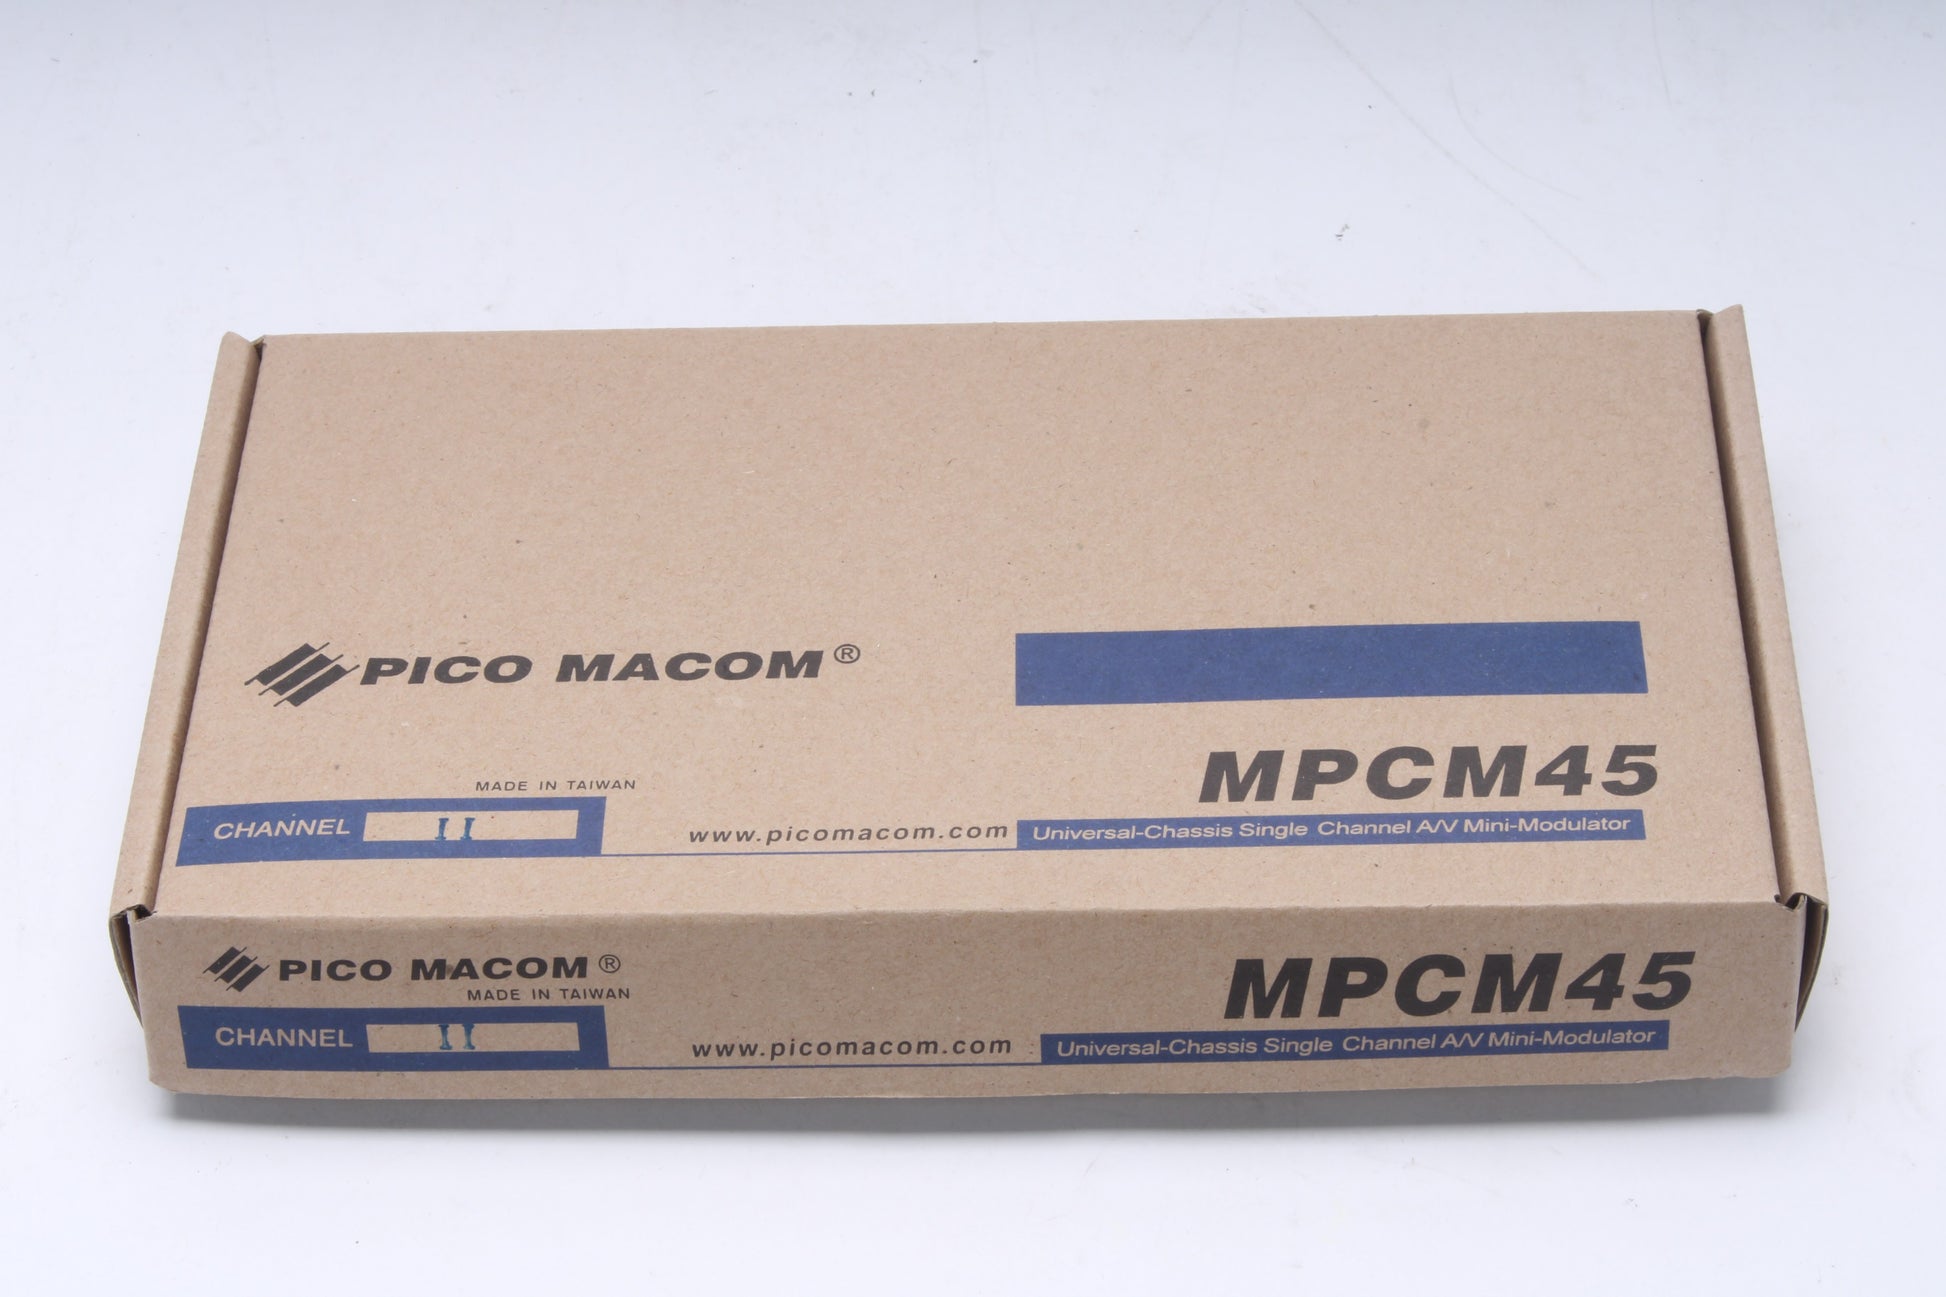 PICO MACOM®
MPCM45
MADE IN TAIWAN
CHANNEL 11
www.picomacom.com
Universal-Chassis Single Channel A/V Mini-Modulator
PICO MACOM®
MADE IN TAIWAN
MPCM45
CHANNEL 11
www.picomacom.com
Universal-Chassis Single Channel A/V Mini-Modulator